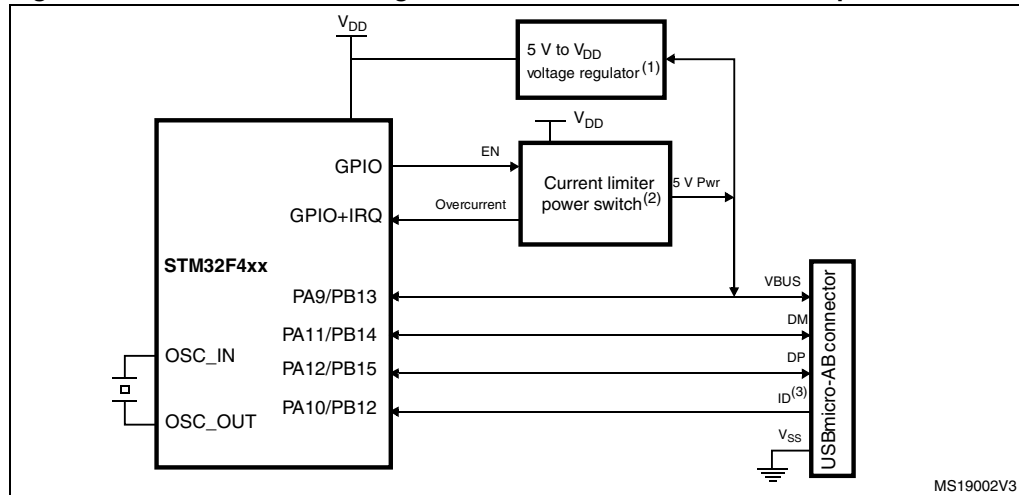 VDD
5 V to VDD
voltage regulator(1)
VDD
GPIO
EN
Current limiter
power switch(2)
5 V Pwr
GPIO+IRQ
Overcurrent
STM32F4xx
PA9/PB13
VBUS
PA11/PB14
DM
OSC_IN
PA12/PB15
DP
PA10/PB12
ID(3)
OSC_OUT
VSS
USBmicro-AB connector
MS19002V3